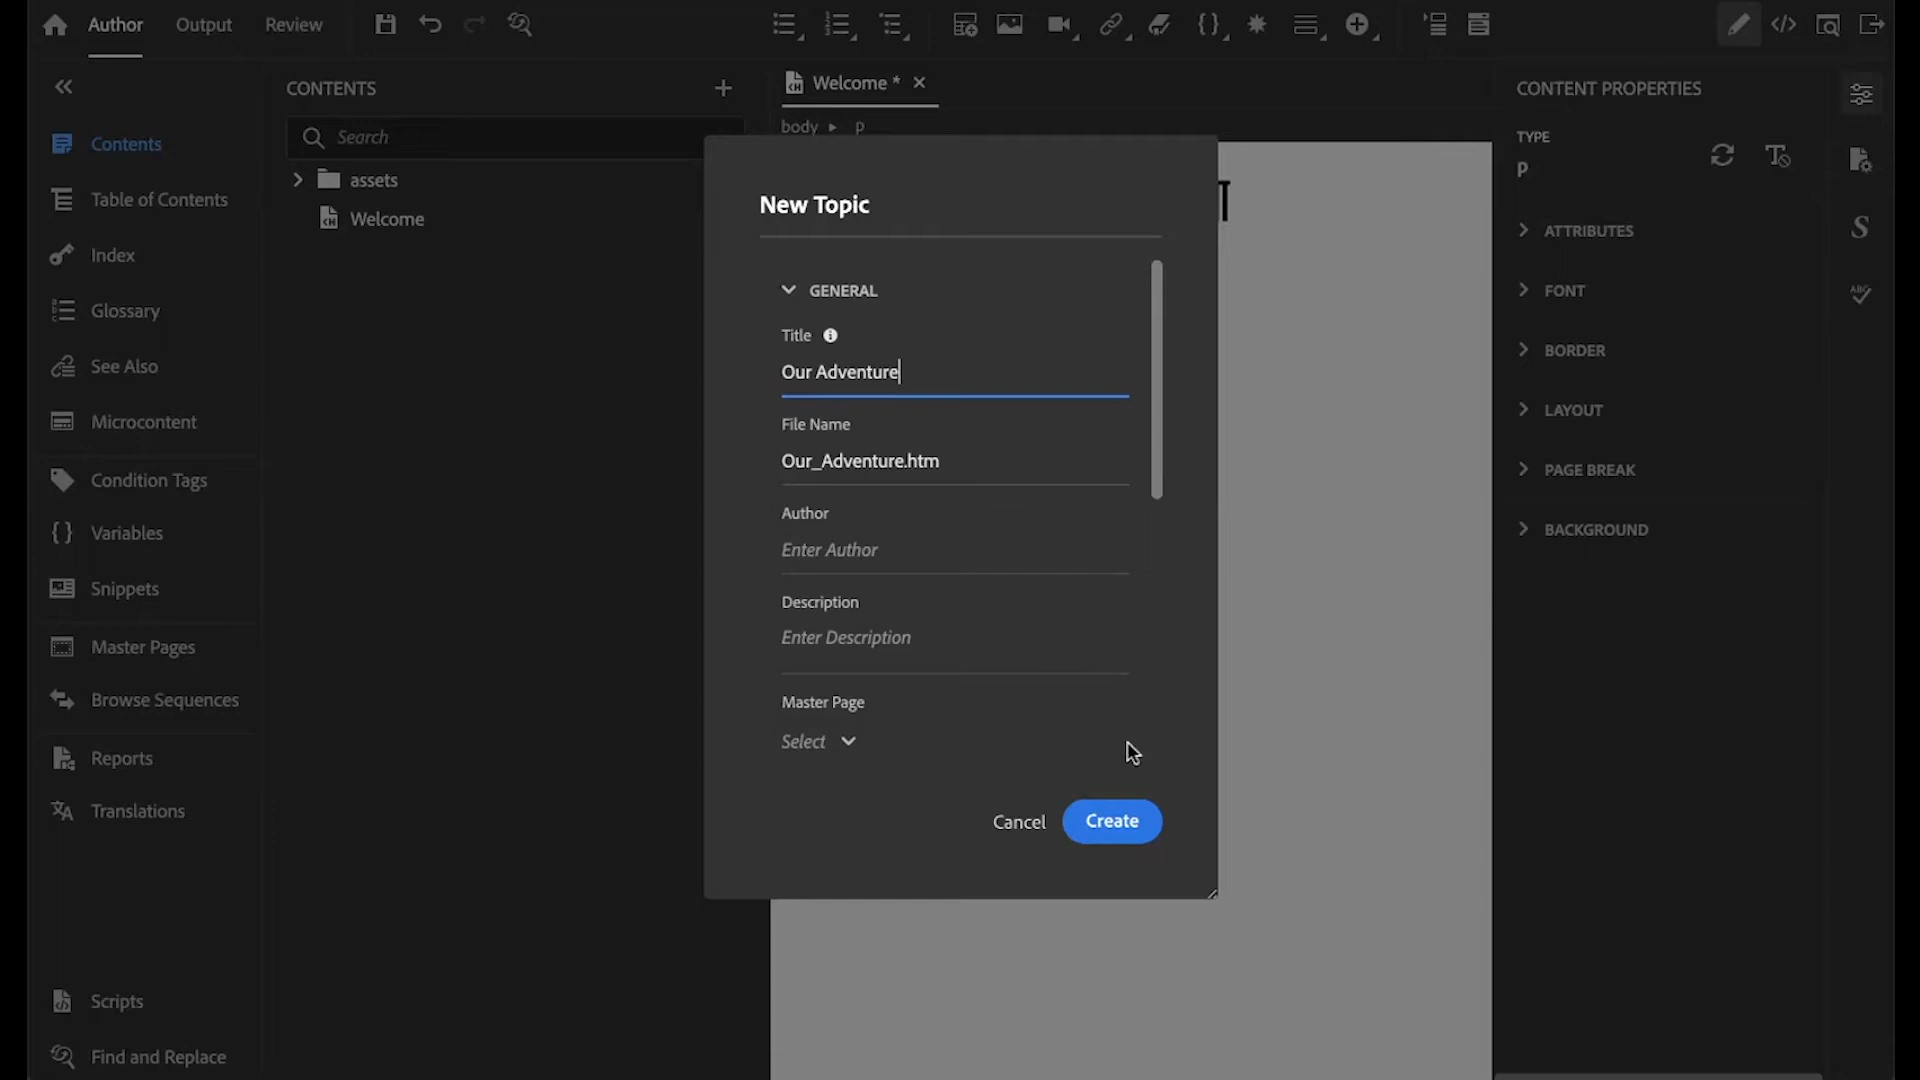 Author Output Review
CONTENTS
Welcome *
CONTENT PROPERTIES
body
p
Contents
Search
TYPE
p
Table of Contents
assets
New Topic
Index
Welcome
ATTRIBUTES
Glossary
GENERAL
FONT
See Also
Title
BORDER
Microcontent
Our Adventure
LAYOUT
Condition Tags
File Name
PAGE BREAK
Variables
Our_Adventure.htm
BACKGROUND
Snippets
Author
Master Pages
Enter Author
Browse Sequences
Description
Reports
Enter Description
Translations
Master Page
Select
Cancel
Create
Scripts
Find and Replace
ABC